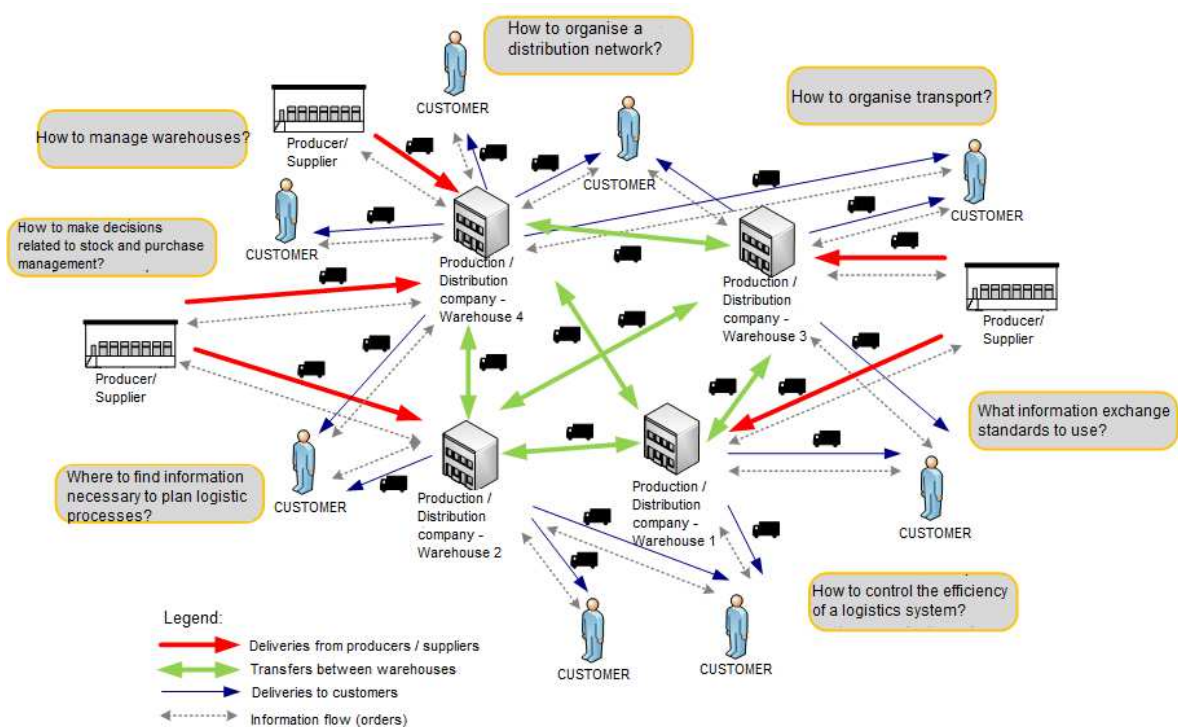 How to organise a
distribution network?
CUSTOMER
How to organise transport?
How to manage warehouses?
Producer/
Supplier
CUSTOMER
CUSTOMER
CUSTOMER
How to make decisions
related to stock and purchase
management?
Production /
Distribution
company -
Warehouse 4
Production /
Distribution
company -
Warehouse 3
Producer/
Supplier
Producer/
Supplier
What information exchange
standards to use?
Where to find information
necessary to plan logistic
processes?
CUSTOMER
Production /
Distribution
company -
Warehouse 2
Production /
Distribution
company -
Warehouse 1
CUSTOMER
How to control the efficiency
of a logistics system?
CUSTOMER
CUSTOMER
Legend:
Deliveries from producers / suppliers
Transfers between warehouses
Deliveries to customers
Information flow (orders)